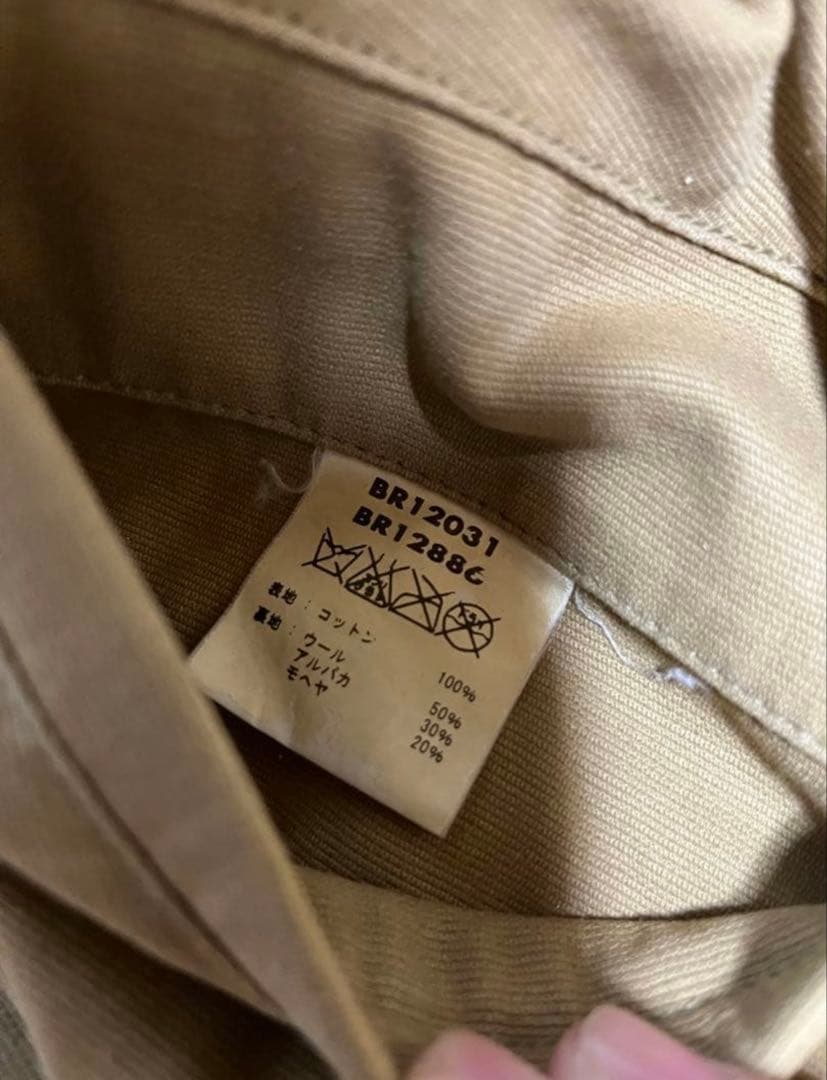 BR12031
BR12886
表地：コットン 100%
裏地：ウール 50%
アルパカ 30%
モヘヤ 20%